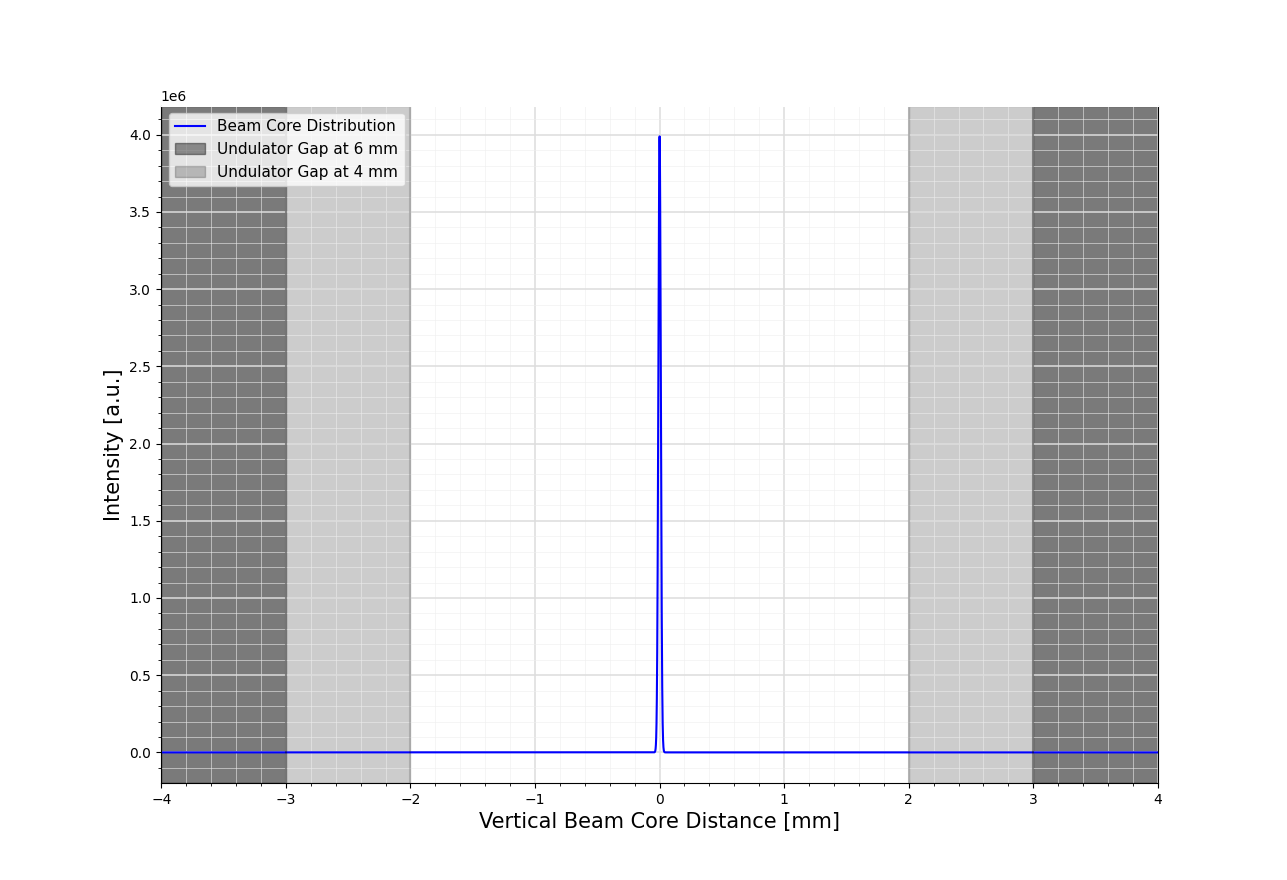 1e6
Beam Core Distribution
Undulator Gap at 6 mm
Undulator Gap at 4 mm
4.0
3.5
3.0
2.5
2.0
1.5
1.0
0.5
0.0
Intensity [a.u.]
−4 −3 −2 −1 0 1 2 3 4
Vertical Beam Core Distance [mm]